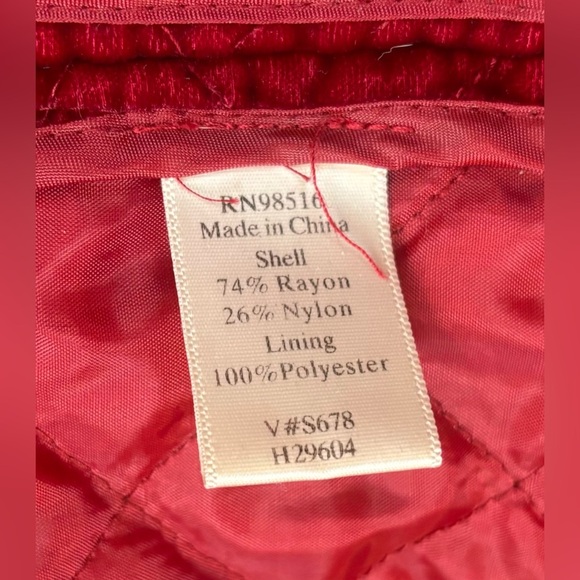 RN98516
Made in China
Shell
74% Rayon
26% Nylon
Lining
100%Polyester
V#S678
H29604